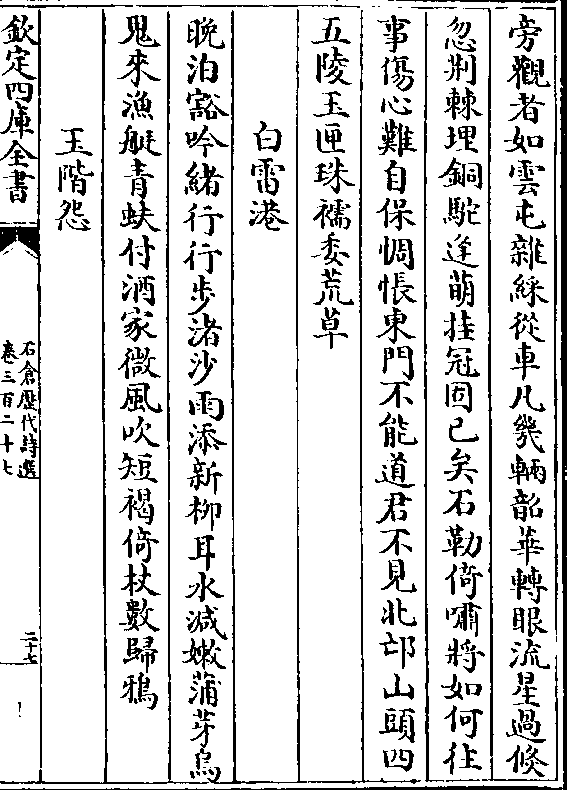 旁觀者如雲屯雜綵從車凡幾輛韶華轉眼流星過倐
忽荆棘埋銅駝逢萌挂冠固已矣石勒倚嘯將如何往
事傷心難自保惆悵東門不能道君不見北邙山頭四
五陵玉匣珠襦委荒草
白雷港
晚泊豁吟緒行行步渚沙雨添新柳耳水減嫩蒲芽烏
鬼來漁艇青蚨付酒家微風吹短褐倚杖數歸鴉
玉階怨
欽定四庫全書
石倉歷代詩選
卷三百二十七
二十七